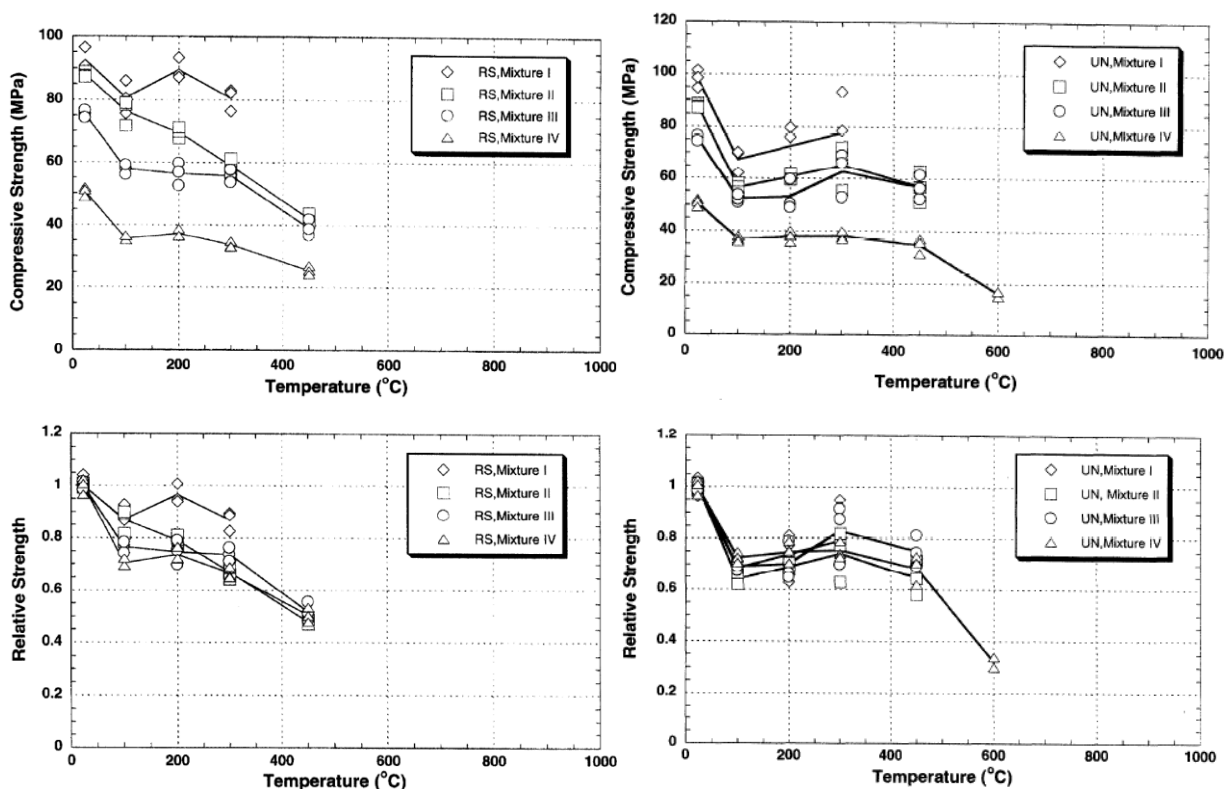 100
80
60
40
20
0
Compressive Strength (MPa)
RS,Mixture I
RS,Mixture II
RS,Mixture III
RS,Mixture IV
0 200 400 600 800 1000
Temperature (°C)
120
100
80
60
40
20
0
Compressive Strength (MPa)
UN,Mixture I
UN,Mixture II
UN,Mixture III
UN,Mixture IV
0 200 400 600 800 1000
Temperature (°C)
1.2
1
0.8
0.6
0.4
0.2
0
Relative Strength
RS,Mixture I
RS,Mixture II
RS,Mixture III
RS,Mixture IV
0 200 400 600 800 1000
Temperature (°C)
1.2
1
0.8
0.6
0.4
0.2
0
Relative Strength
UN,Mixture I
UN, Mixture II
UN,Mixture III
UN,Mixture IV
0 200 400 600 800 1000
Temperature (°C)